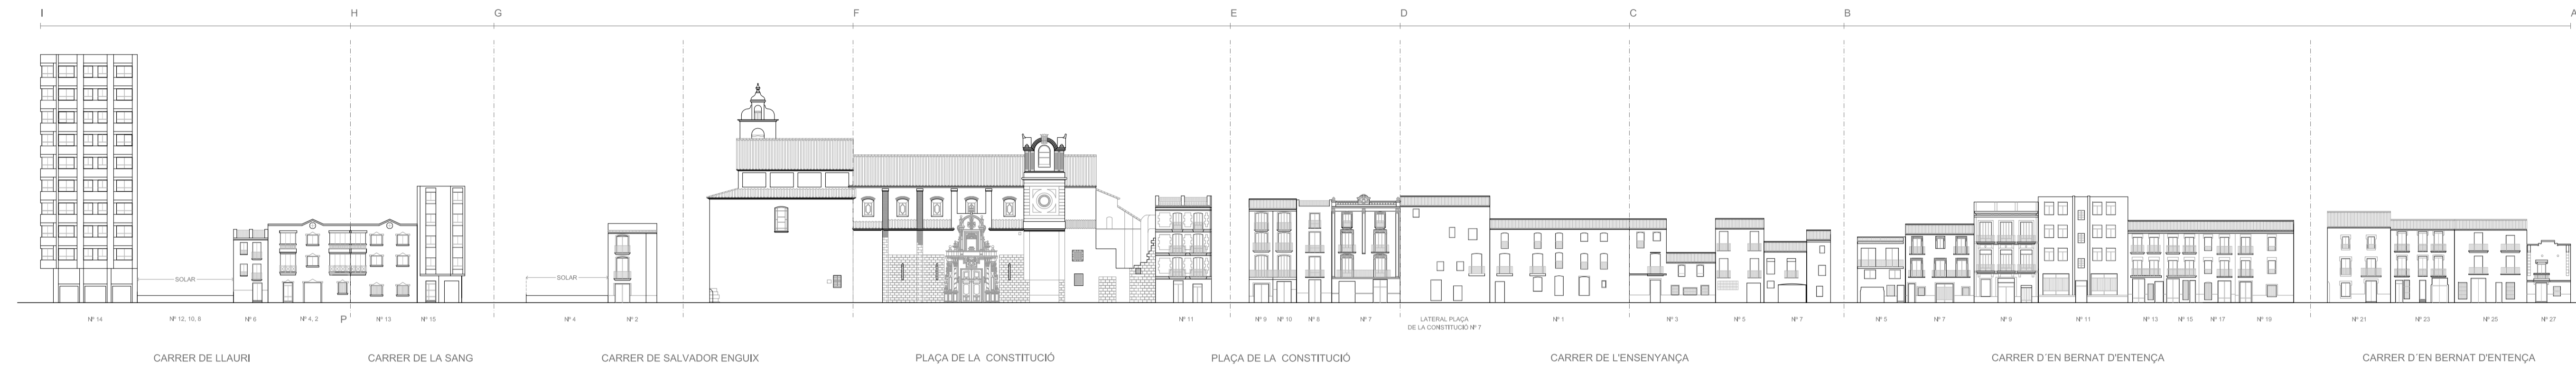 I H G F E D C B A
SOLAR
SOLAR
Nº 14 Nº 12, 10, 8 Nº 6 Nº 4, 2 P Nº 13 Nº 15 Nº 4 Nº 2 Nº 11 Nº 9 Nº 10 Nº 8 Nº 7 LATERAL PLAÇA Nº 1 Nº 3 Nº 5 Nº 7 Nº 5 Nº 7 Nº 9 Nº 11 Nº 13 Nº 15 Nº 17 Nº 19 Nº 21 Nº 23 Nº 25 Nº 27
DE LA CONSTITUCIÓ Nº 7
CARRER DE LLAURI CARRER DE LA SANG CARRER DE SALVADOR ENGUIX PLAÇA DE LA CONSTITUCIÓ PLAÇA DE LA CONSTITUCIÓ CARRER DE L'ENSENYANÇA CARRER D´EN BERNAT D'ENTENÇA CARRER D´EN BERNAT D'ENTENÇA